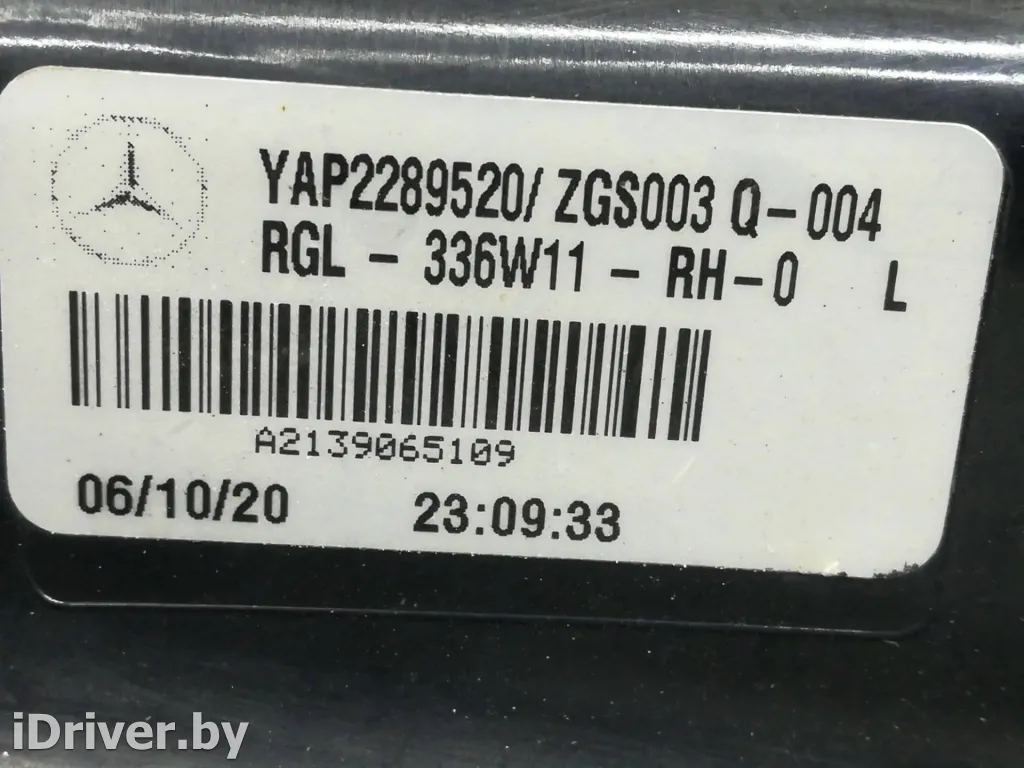 YAP2289520/ ZGS003 Q-004
RGL - 336W11 - RH-0 L
A2139065109
06/10/20 23:09:33
iDriver.by